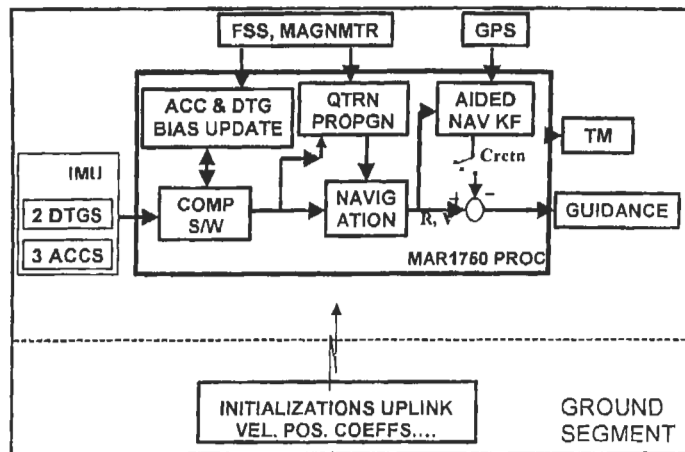 FSS, MAGNMTR
GPS
ACC & DTG
BIAS UPDATE
QTRN
PROPGN
AIDED
NAV KF
TM
IMU
Crctn
2 DTGS
COMP
S/W
NAVIG
ATION
R, V
+
−
GUIDANCE
3 ACCS
MAR1750 PROC
INITIALIZATIONS UPLINK
VEL. POS. COEFFS....
GROUND
SEGMENT